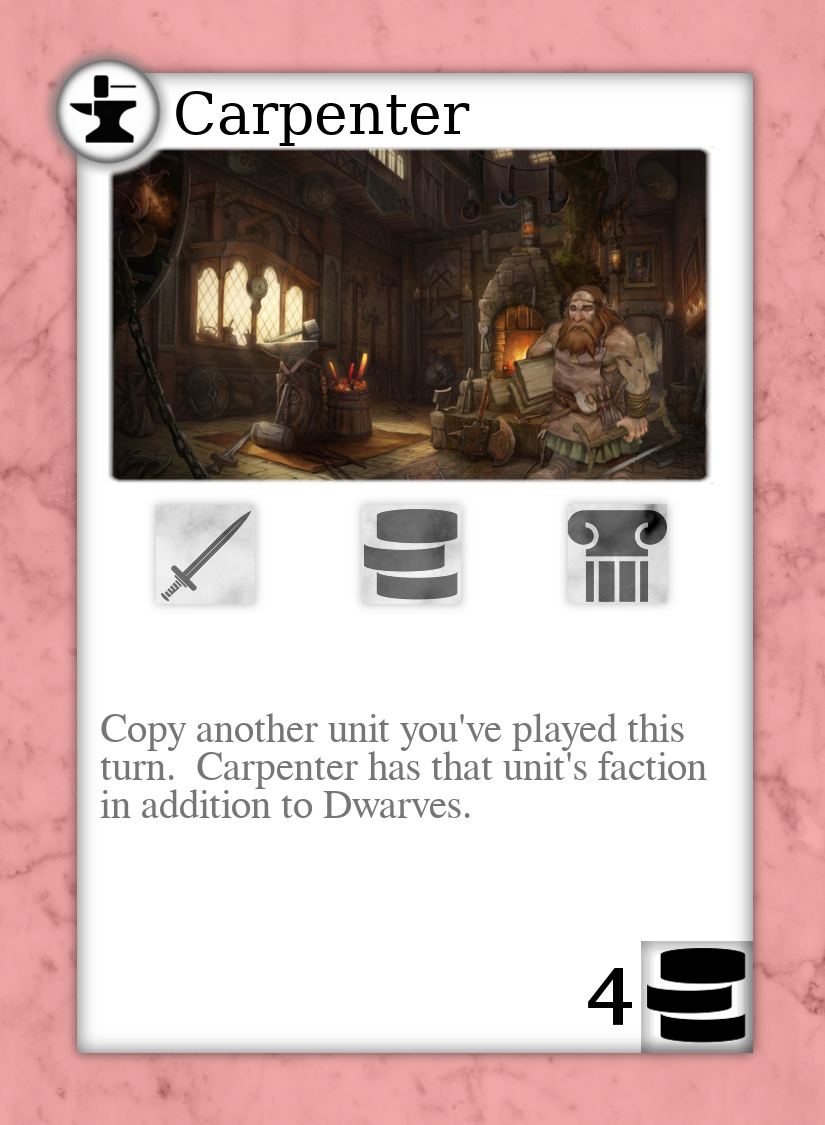 Carpenter
Copy another unit you've played this
turn.  Carpenter has that unit's faction
in addition to Dwarves.
4